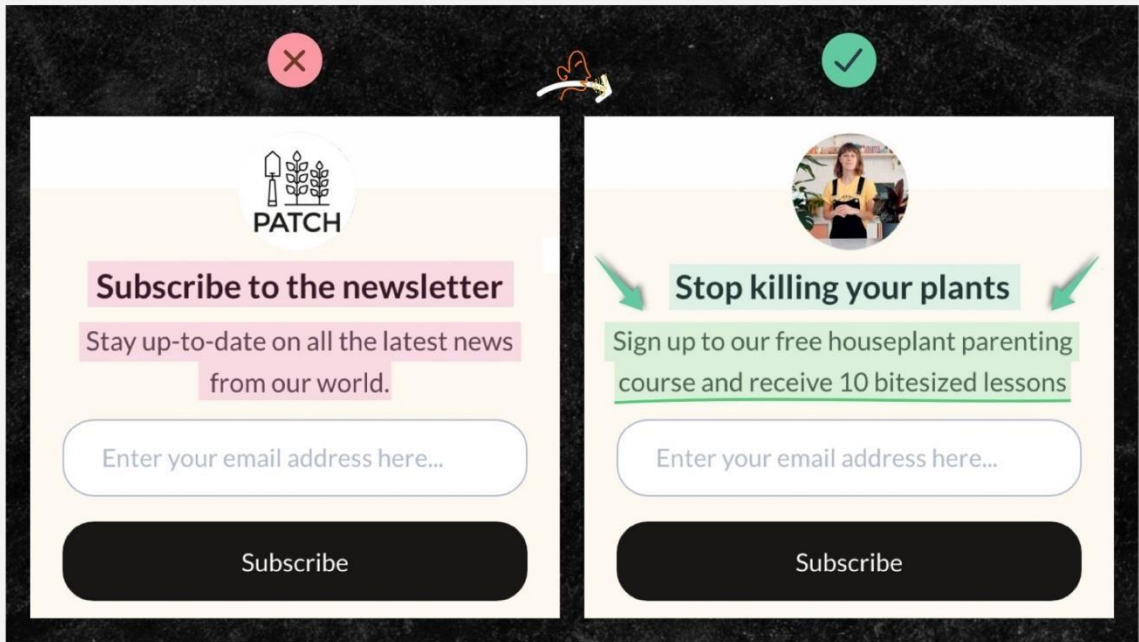 PATCH
Subscribe to the newsletter
Stay up-to-date on all the latest news
from our world.
Enter your email address here...
Subscribe
Stop killing your plants
Sign up to our free houseplant parenting
course and receive 10 bitesized lessons
Enter your email address here...
Subscribe